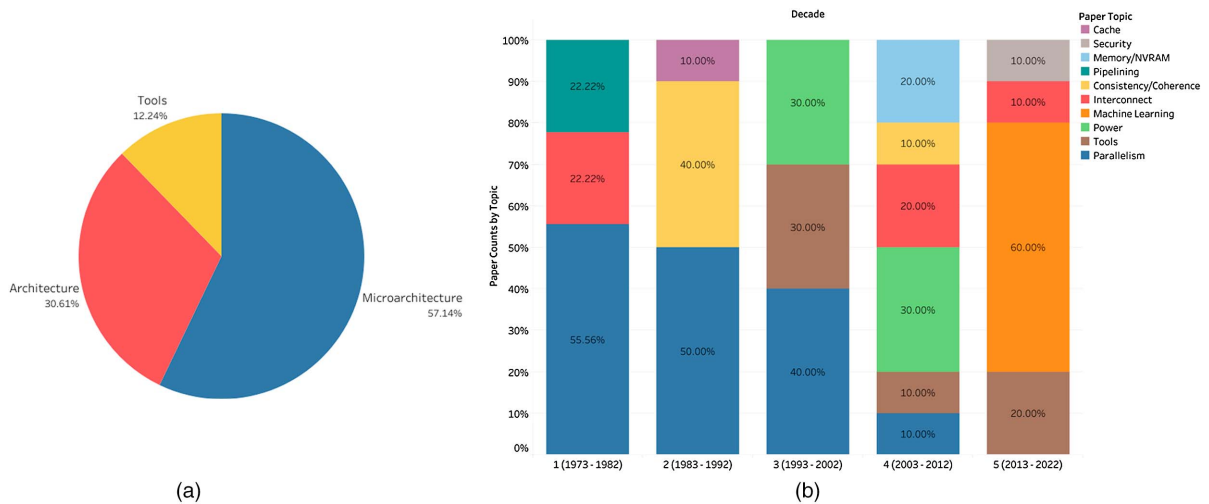 Tools
12.24%
Architecture
30.61%
Microarchitecture
57.14%
(a)
Decade
Paper Counts by Topic
100%
90%
80%
70%
60%
50%
40%
30%
20%
10%
0%
22.22%
22.22%
55.56%
10.00%
40.00%
50.00%
30.00%
30.00%
40.00%
20.00%
10.00%
20.00%
30.00%
10.00%
10.00%
10.00%
10.00%
60.00%
20.00%
1 (1973 - 1982)
2 (1983 - 1992)
3 (1993 - 2002)
4 (2003 - 2012)
5 (2013 - 2022)
Paper Topic
Cache
Security
Memory/NVRAM
Pipelining
Consistency/Coherence
Interconnect
Machine Learning
Power
Tools
Parallelism
(b)